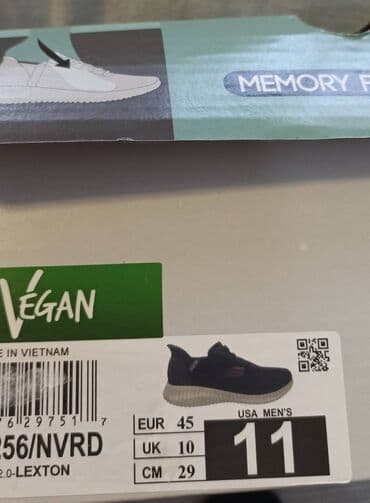 MEMORY
VEGAN
IN VIETNAM
629751 7
256/NVRD
2.0-LEXTON
EUR 45
UK 10
CM 29
USA MEN'S
11